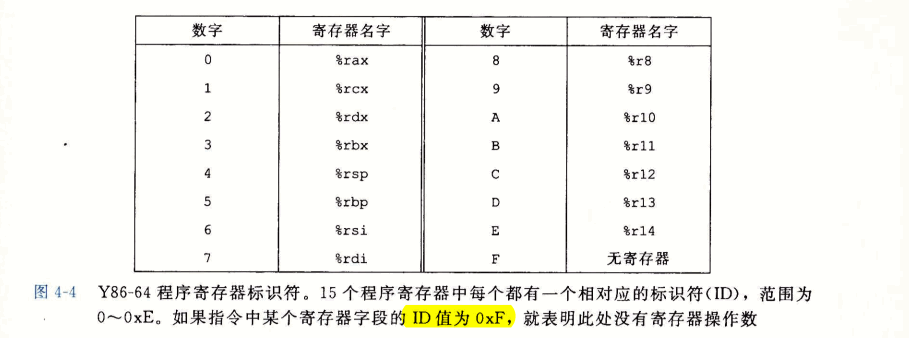 数字 寄存器名字 数字 寄存器名字
0 %rax 8 %r8
1 %rcx 9 %r9
2 %rdx A %r10
3 %rbx B %r11
4 %rsp C %r12
5 %rbp D %r13
6 %rsi E %r14
7 %rdi F 无寄存器
图 4-4 Y86-64 程序寄存器标识符。15 个程序寄存器中每个都有一个相对应的标识符(ID)，范围为
0～0xE。如果指令中某个寄存器字段的 ID 值为 0xF，就表明此处没有寄存器操作数